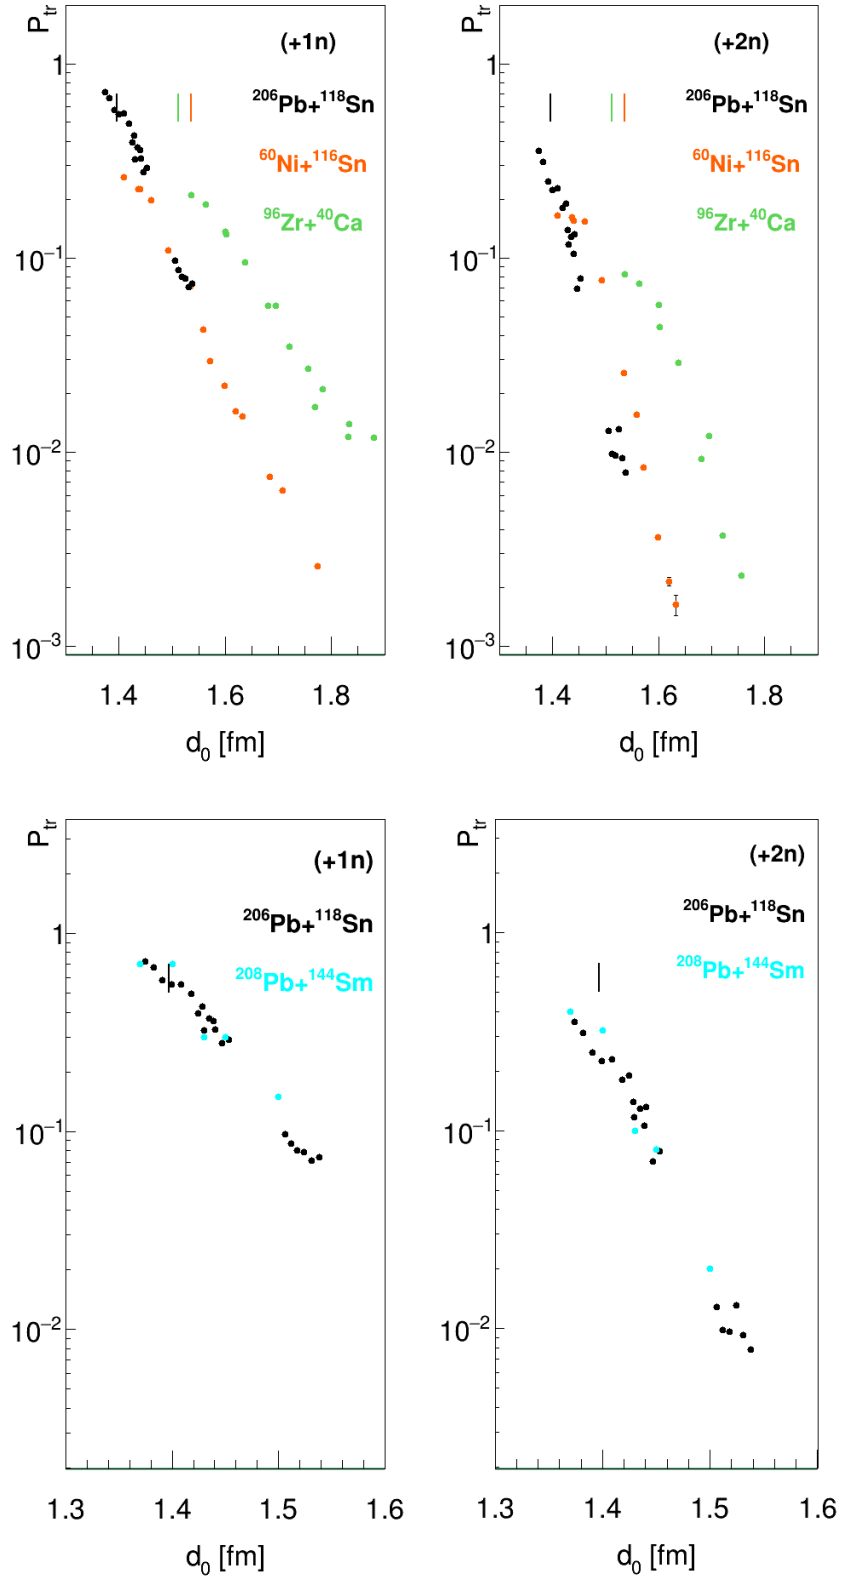 P_tr
(+1n)
²⁰⁶Pb+¹¹⁸Sn
⁶⁰Ni+¹¹⁶Sn
⁹⁶Zr+⁴⁰Ca
1
10⁻¹
10⁻²
10⁻³
1.4 1.6 1.8
d₀ [fm]
P_tr
(+2n)
²⁰⁶Pb+¹¹⁸Sn
⁶⁰Ni+¹¹⁶Sn
⁹⁶Zr+⁴⁰Ca
1
10⁻¹
10⁻²
10⁻³
1.4 1.6 1.8
d₀ [fm]
P_tr
(+1n)
²⁰⁶Pb+¹¹⁸Sn
²⁰⁸Pb+¹⁴⁴Sm
1
10⁻¹
10⁻²
1.3 1.4 1.5 1.6
d₀ [fm]
P_tr
(+2n)
²⁰⁶Pb+¹¹⁸Sn
²⁰⁸Pb+¹⁴⁴Sm
1
10⁻¹
10⁻²
1.3 1.4 1.5 1.6
d₀ [fm]